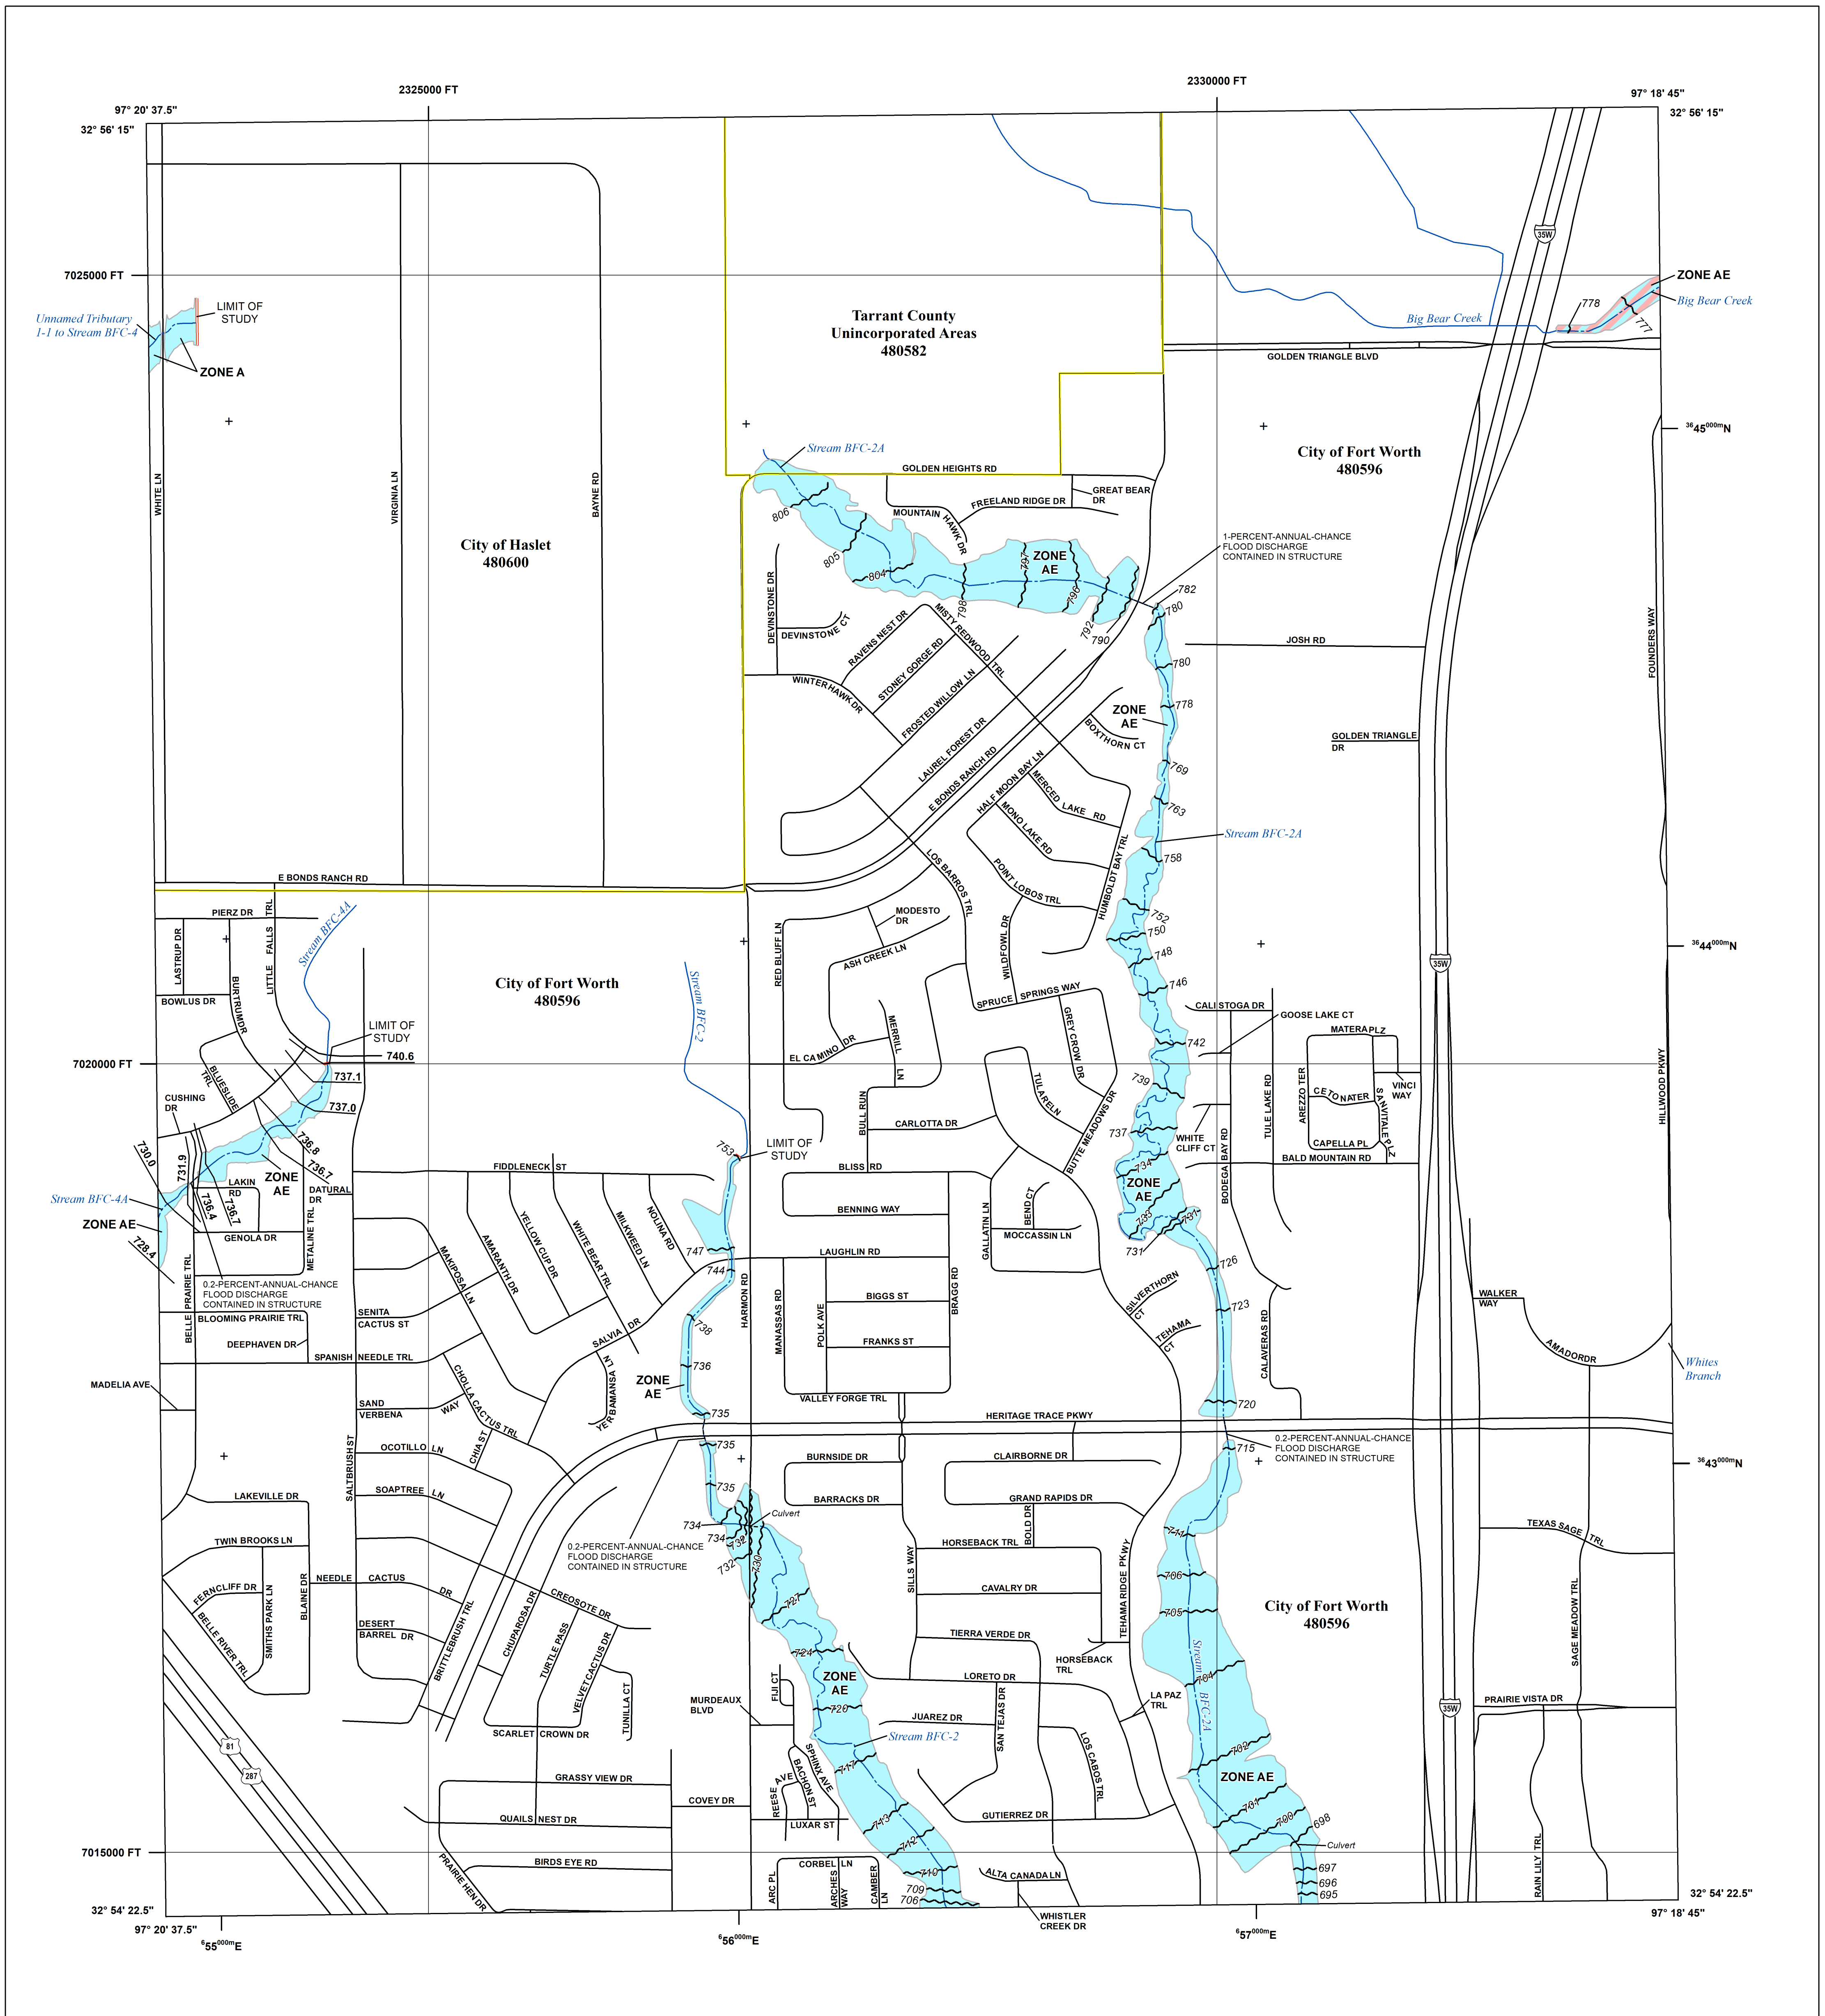 2325000 FT
2330000 FT
97° 20' 37.5"
97° 18' 45"
32° 56' 15"
32° 56' 15"
35W
7025000 FT
ZONE AE
Big Bear Creek
778
777
LIMIT OF
STUDY
Unnamed Tributary
1-1 to Stream BFC-4
ZONE A
Tarrant County
Unincorporated Areas
480582
Big Bear Creek
GOLDEN TRIANGLE BLVD
36 45 000m N
WHITE LN
VIRGINIA LN
BAYNE RD
Stream BFC-2A
GOLDEN HEIGHTS RD
City of Fort Worth
480596
GREAT BEAR
DR
FREELAND RIDGE DR
MOUNTAIN
HAWK DR
806
805
804
City of Haslet
480600
1-PERCENT-ANNUAL-CHANCE
FLOOD DISCHARGE
CONTAINED IN STRUCTURE
797
ZONE
AE
798
796
792
790
782
780
DEVINSTONE DR
DEVINSTONE CT
RAVENS NEST DR
MISTY REDWOOD TRL
STONEY GORGE RD
JOSH RD
FOUNDERS WAY
780
WINTERHAWK DR
FROSTED WILLOW LN
778
ZONE
AE
BOXTHORN CT
LAUREL FOREST DR
E BONDS RANCH RD
GOLDEN TRIANGLE
DR
769
HALF MOON BAY LN
MERCED LAKE RD
MONO LAKE RD
763
Stream BFC-2A
758
HUMBOLDT BAY TRL
POINT LOBOS TRL
LOS BARROS TRL
E BONDS RANCH RD
PIERZ DR
LITTLE FALLS TRL
Stream BFC-4A
LASTRUP DR
BURTRUM DR
BOWLUS DR
MODESTO
DR
ASH CREEK LN
RED BLUFF LN
WILDFOWL DR
752
750
748
746
36 44 000m N
35W
City of Fort Worth
480596
Stream BFC-2
SPRUCE SPRINGS WAY
CALISTOGA DR
GOOSE LAKE CT
LIMIT OF
STUDY
740.6
MERRILL LN
EL CAMINO DR
GREY CROW DR
742
MATERA PLZ
7020000 FT
737.1
737.0
BLUESLIDE TRL
CUSHING
DR
739
TULARE LN
TULE LAKE RD
AREZZO TER
CETONA TER
SANVITALE PLZ
VINCI
WAY
HILLWOOD PKWY
BULL RUN
CARLOTTA DR
BUTTE MEADOWS DR
737
WHITE
CLIFF CT
CAPELLA PL
730.0
731.9
736.8
736.7
753
LIMIT OF
STUDY
FIDDLENECK ST
BLISS RD
734
BODEGA BAY RD
BALD MOUNTAIN RD
ZONE
AE
LAKIN
RD
DATURAL
DR
Stream BFC-4A
736.4
736.7
ZONE AE
GENOLA DR
728.4
METALINE TRL
ZONE
AE
BENNING WAY
GALLATIN LN
BEND CT
MOCCASSIN LN
733
731
731
AMARANTH DR
YELLOW CUP DR
WHITE BEAR TRL
MILKWEED LN
NOLINA RD
MAKIPOSA LN
747
744
LAUGHLIN RD
726
723
0.2-PERCENT-ANNUAL-CHANCE
FLOOD DISCHARGE
CONTAINED IN STRUCTURE
BELLE PRAIRIE TRL
BLOOMING PRAIRIE TRL
DEEPHAVEN DR
SENITA
CACTUS ST
SALVIA DR
738
HARMON RD
MANASSAS RD
POLK AVE
BIGGS ST
BRAGG RD
FRANKS ST
SILVERTHORN
CT
TEHAMA
CT
CALAVERAS RD
WALKER
WAY
AMADOR DR
Whites
Branch
SPANISH NEEDLE TRL
MADELIA AVE
CHOLLA CACTUS TRL
SAND
VERBENA
WAY
YERBAMANSA LN
ZONE
AE
736
735
VALLEY FORGE TRL
720
HERITAGE TRACE PKWY
0.2-PERCENT-ANNUAL-CHANCE
FLOOD DISCHARGE
CONTAINED IN STRUCTURE
715
OCOTILLO LN
CHIA ST
SALTBRUSH ST
735
735
BURNSIDE DR
CLAIRBORNE DR
36 43 000m N
SOAPTREE LN
LAKEVILLE DR
BARRACKS DR
GRAND RAPIDS DR
BOLD DR
Culvert
734
734
732
732
730
0.2-PERCENT-ANNUAL-CHANCE
FLOOD DISCHARGE
CONTAINED IN STRUCTURE
TWIN BROOKS LN
HORSEBACK TRL
711
TEXAS SAGE TRL
FERNCLIFF DR
SMITHS PARK LN
BLAINE DR
NEEDLE CACTUS DR
BELLE RIVER TRL
CREOSOTE DR
SILLS WAY
CAVALRY DR
TEHAMA RIDGE PKWY
706
705
727
City of Fort Worth
480596
SAGE MEADOW TRL
DESERT
BARREL DR
BRITTLEBRUSH TRL
CHUPAROSA DR
TURTLE PASS
VELVET CACTUS DR
TUNILLA CT
724
TIERRA VERDE DR
HORSEBACK
TRL
Stream BFC-2A
704
ZONE
AE
FIJI CT
LORETO DR
MURDEAUX
BLVD
720
JUAREZ DR
SAN TEJAS DR
LA PAZ
TRL
PRAIRIE VISTA DR
35W
SCARLET CROWN DR
Stream BFC-2
81
287
SPHINX AVE
BACHON ST
REESE AVE
717
LOS CABOS TRL
702
ZONE AE
GRASSY VIEW DR
COVEY DR
QUAILS NEST DR
LUXAR ST
713
GUTIERREZ DR
701
700
698
712
Culvert
7015000 FT
PRAIRIE HEN DR
BIRDS EYE RD
CORBEL LN
ARC PL
ARCHES
WAY
CAMBER
LN
710
709
706
ALTA CANADA LN
WHISTLER
CREEK DR
697
696
695
RAIN LILY TRL
32° 54' 22.5"
32° 54' 22.5"
97° 20' 37.5"
97° 18' 45"
6 55 000m E
6 56 000m E
6 57 000m E